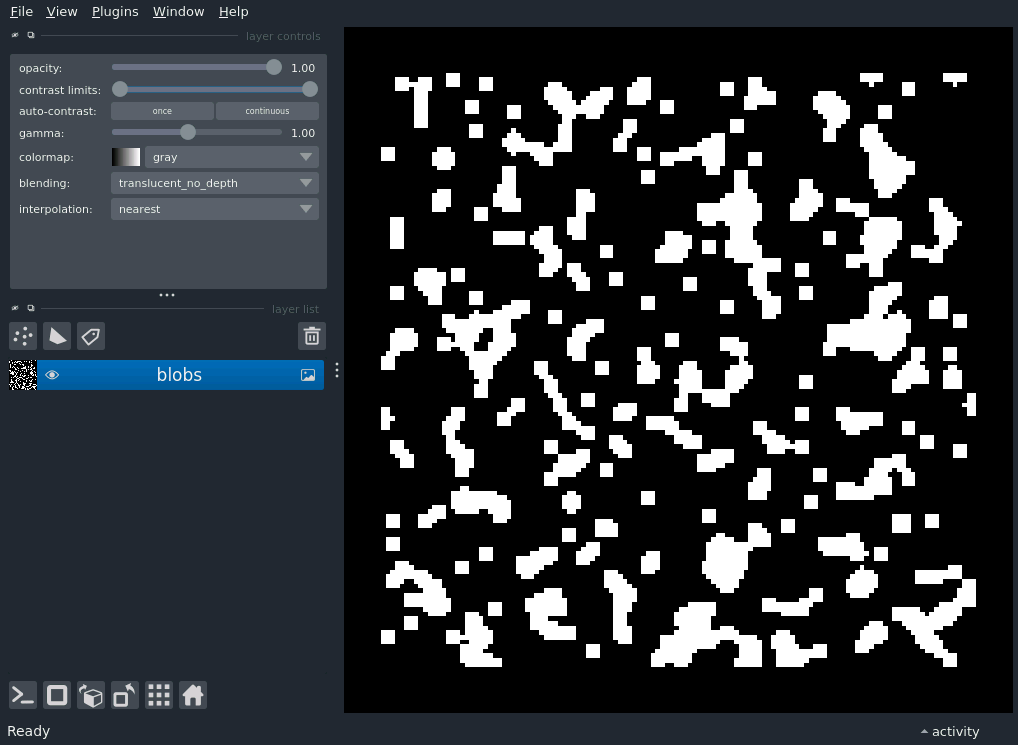 File View Plugins Window Help
layer controls
opacity: 1.00
contrast limits:
auto-contrast: once continuous
gamma: 1.00
colormap: gray
blending: translucent_no_depth
interpolation: nearest
layer list
blobs
Ready activity